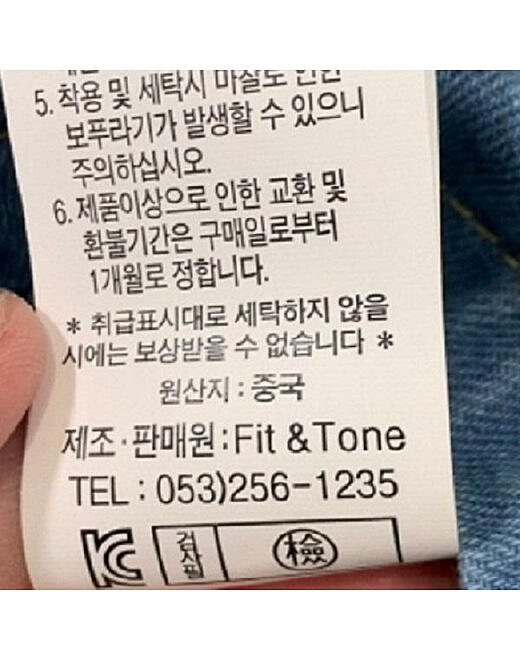 5. 착용 및 세탁시 마찰로 인한
보푸라기가 발생할 수 있으니
주의하십시오.
6. 제품이상으로 인한 교환 및
환불기간은 구매일로부터
1개월로 정합니다.
* 취급표시대로 세탁하지 않을
시에는 보상받을 수 없습니다 *
원산지 : 중국
제조·판매원 : Fit & Tone
TEL : 053)256-1235
KC 검사필 檢